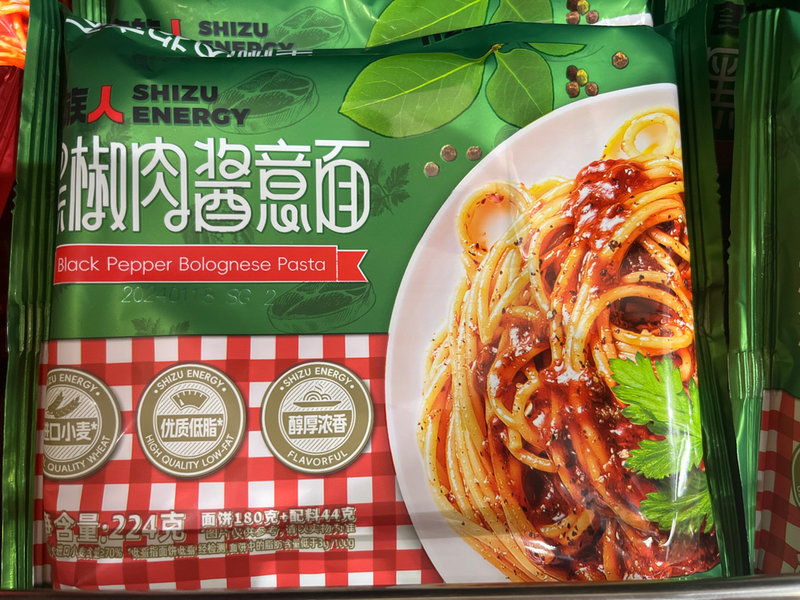 SHIZU
ENERGY
族人 SHIZU
ENERGY
椒肉酱意面
Black Pepper Bolognese Pasta
SHIZU ENERGY
口小麦*
QUALITY WHEAT
SHIZU ENERGY
优质低脂*
HIGH QUALITY LOW-FAT
SHIZU ENERGY
醇厚浓香
FLAVORFUL
含量:224克 面饼180克+配料44克